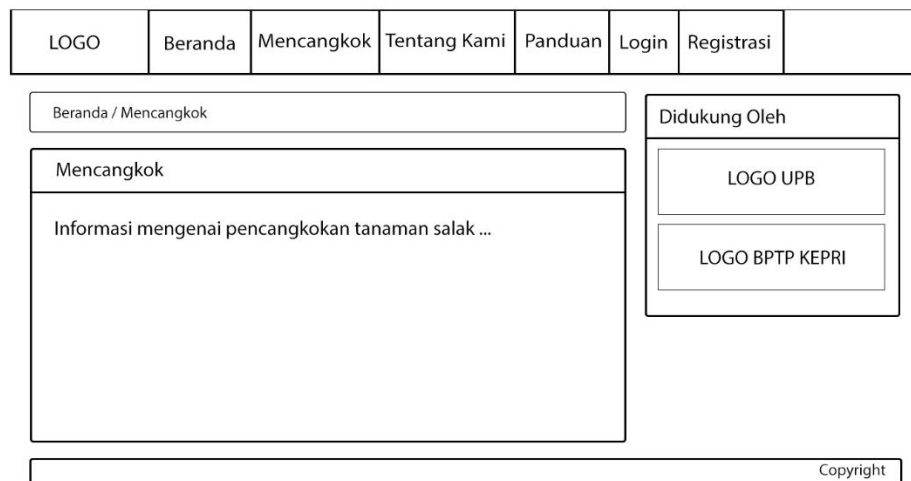 LOGO Beranda Mencangkok Tentang Kami Panduan Login Registrasi
Beranda / Mencangkok
Mencangkok
Informasi mengenai pencangkokan tanaman salak ...
Didukung Oleh
LOGO UPB
LOGO BPTP KEPRI
Copyright